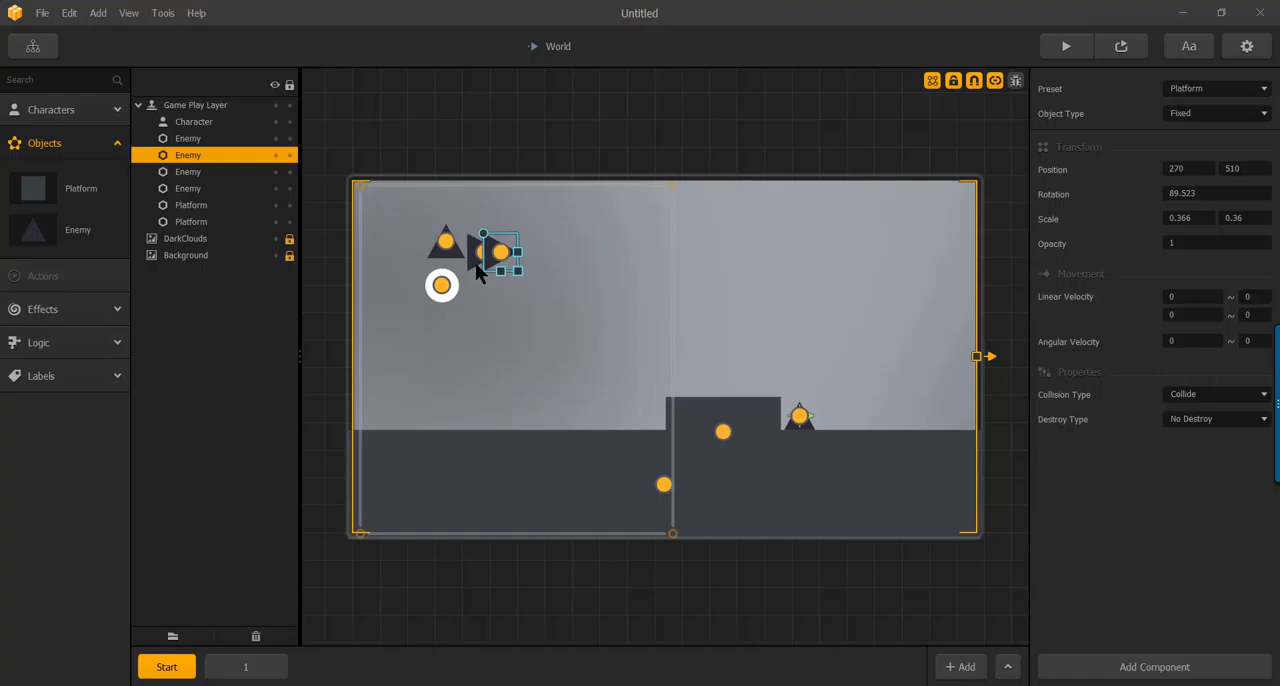 File Edit Add View Tools Help
Untitled
World
Aa
Search
Characters
Objects
Platform
Enemy
Actions
Effects
Logic
Labels
Game Play Layer
Character
Enemy
Enemy
Enemy
Enemy
Platform
Platform
DarkClouds
Background
Preset Platform
Object Type Fixed
Transform
Position 270 510
Rotation 89.523
Scale 0.366 0.36
Opacity 1
Movement
Linear Velocity 0 ~ 0
0 ~ 0
Angular Velocity 0 ~ 0
Properties
Collision Type Collide
Destroy Type No Destroy
Start 1 + Add Add Component